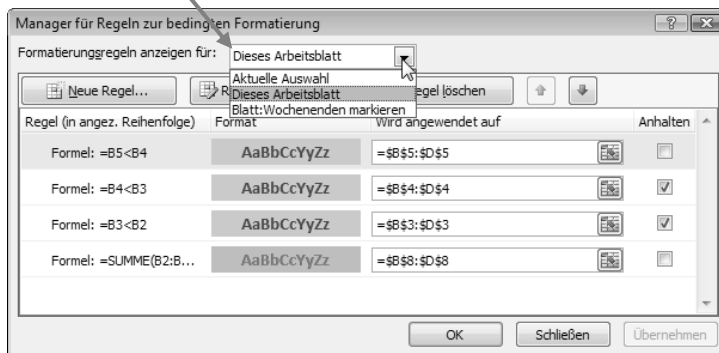 Manager für Regeln zur bedingten Formatierung
Formatierungsregeln anzeigen für: Dieses Arbeitsblatt
Aktuelle Auswahl
Neue Regel... R Dieses Arbeitsblatt egel löschen
Blatt:Wochenenden markieren
Regel (in angez. Reihenfolge) Format Wird angewendet auf Anhalten
Formel: =B5<B4 AaBbCcYyZz =$B$5:$D$5
Formel: =B4<B3 AaBbCcYyZz =$B$4:$D$4
Formel: =B3<B2 AaBbCcYyZz =$B$3:$D$3
Formel: =SUMME(B2:B... AaBbCcYyZz =$B$8:$D$8
OK Schließen Übernehmen